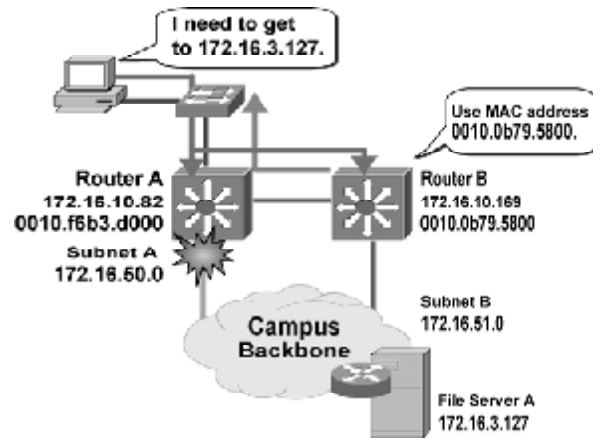 I need to get
to 172.16.3.127.
Use MAC address
0010.0b79.5800.
Router A
172.16.10.82
0010.f6b3.d000
Subnet A
172.16.50.0
Router B
172.16.10.169
0010.0b79.5800
Subnet B
172.16.51.0
Campus
Backbone
File Server A
172.16.3.127